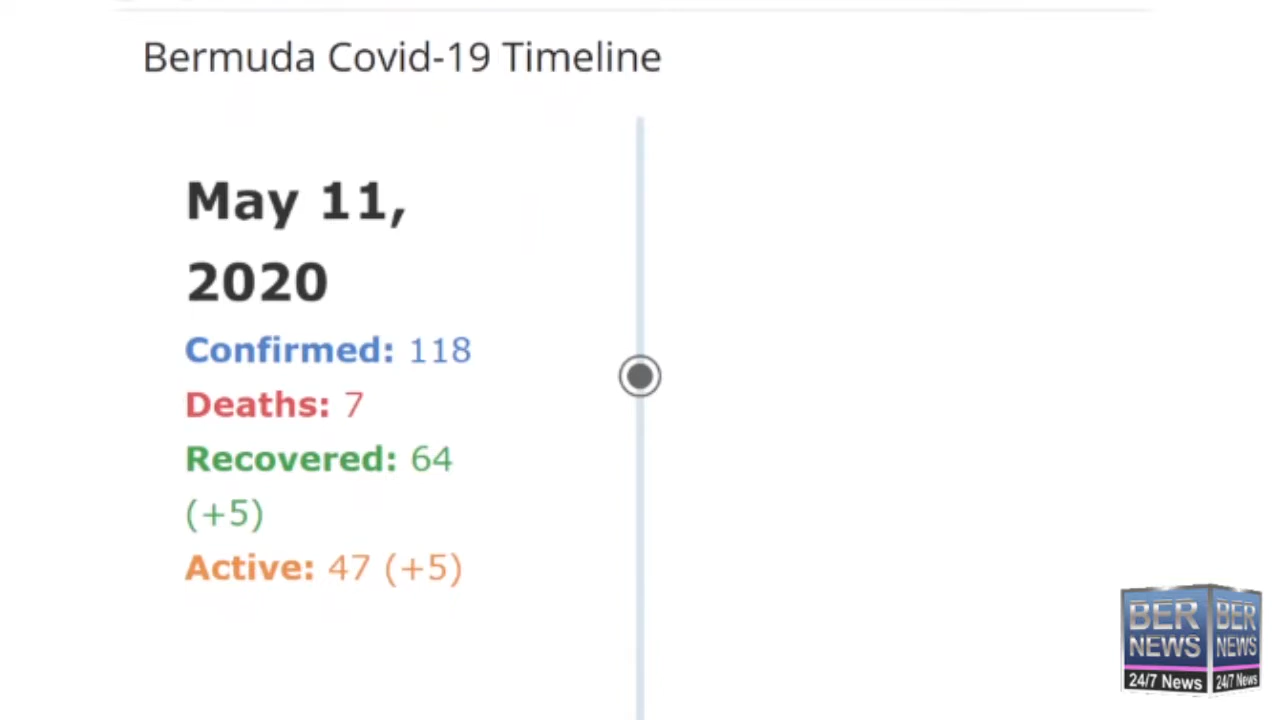 Bermuda Covid-19 Timeline
May 11,
2020
Confirmed: 118
Deaths: 7
Recovered: 64
(+5)
Active: 47 (+5)
BER
NEWS
24/7 News
BER
NEWS
24/7 News